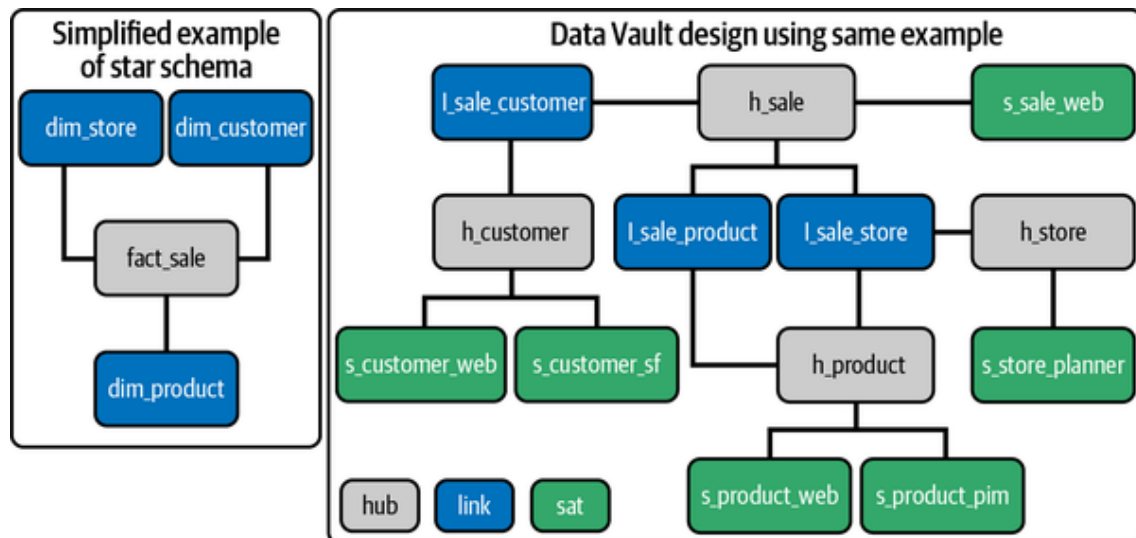 Simplified example
of star schema
dim_store
dim_customer
fact_sale
dim_product
Data Vault design using same example
l_sale_customer
h_sale
s_sale_web
h_customer
l_sale_product
l_sale_store
h_store
s_customer_web
s_customer_sf
h_product
s_store_planner
s_product_web
s_product_pim
hub
link
sat